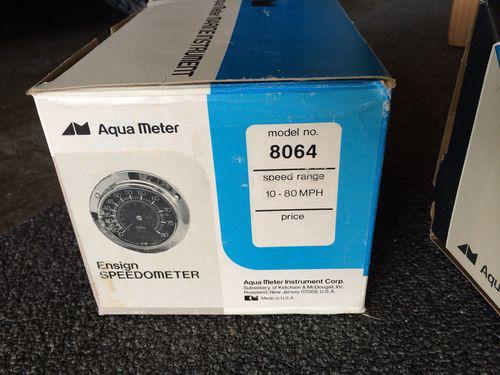 MARINE INSTRUMENT
Aqua Meter
model no.
8064
speed range
10-80 MPH
price
Ensign
SPEEDOMETER
Aqua Meter Instrument Corp.
Subsidiary of Ketcham & McDougall, Inc.
Roseland, New Jersey 07068, U.S.A.
Made in U.S.A.
Aqu